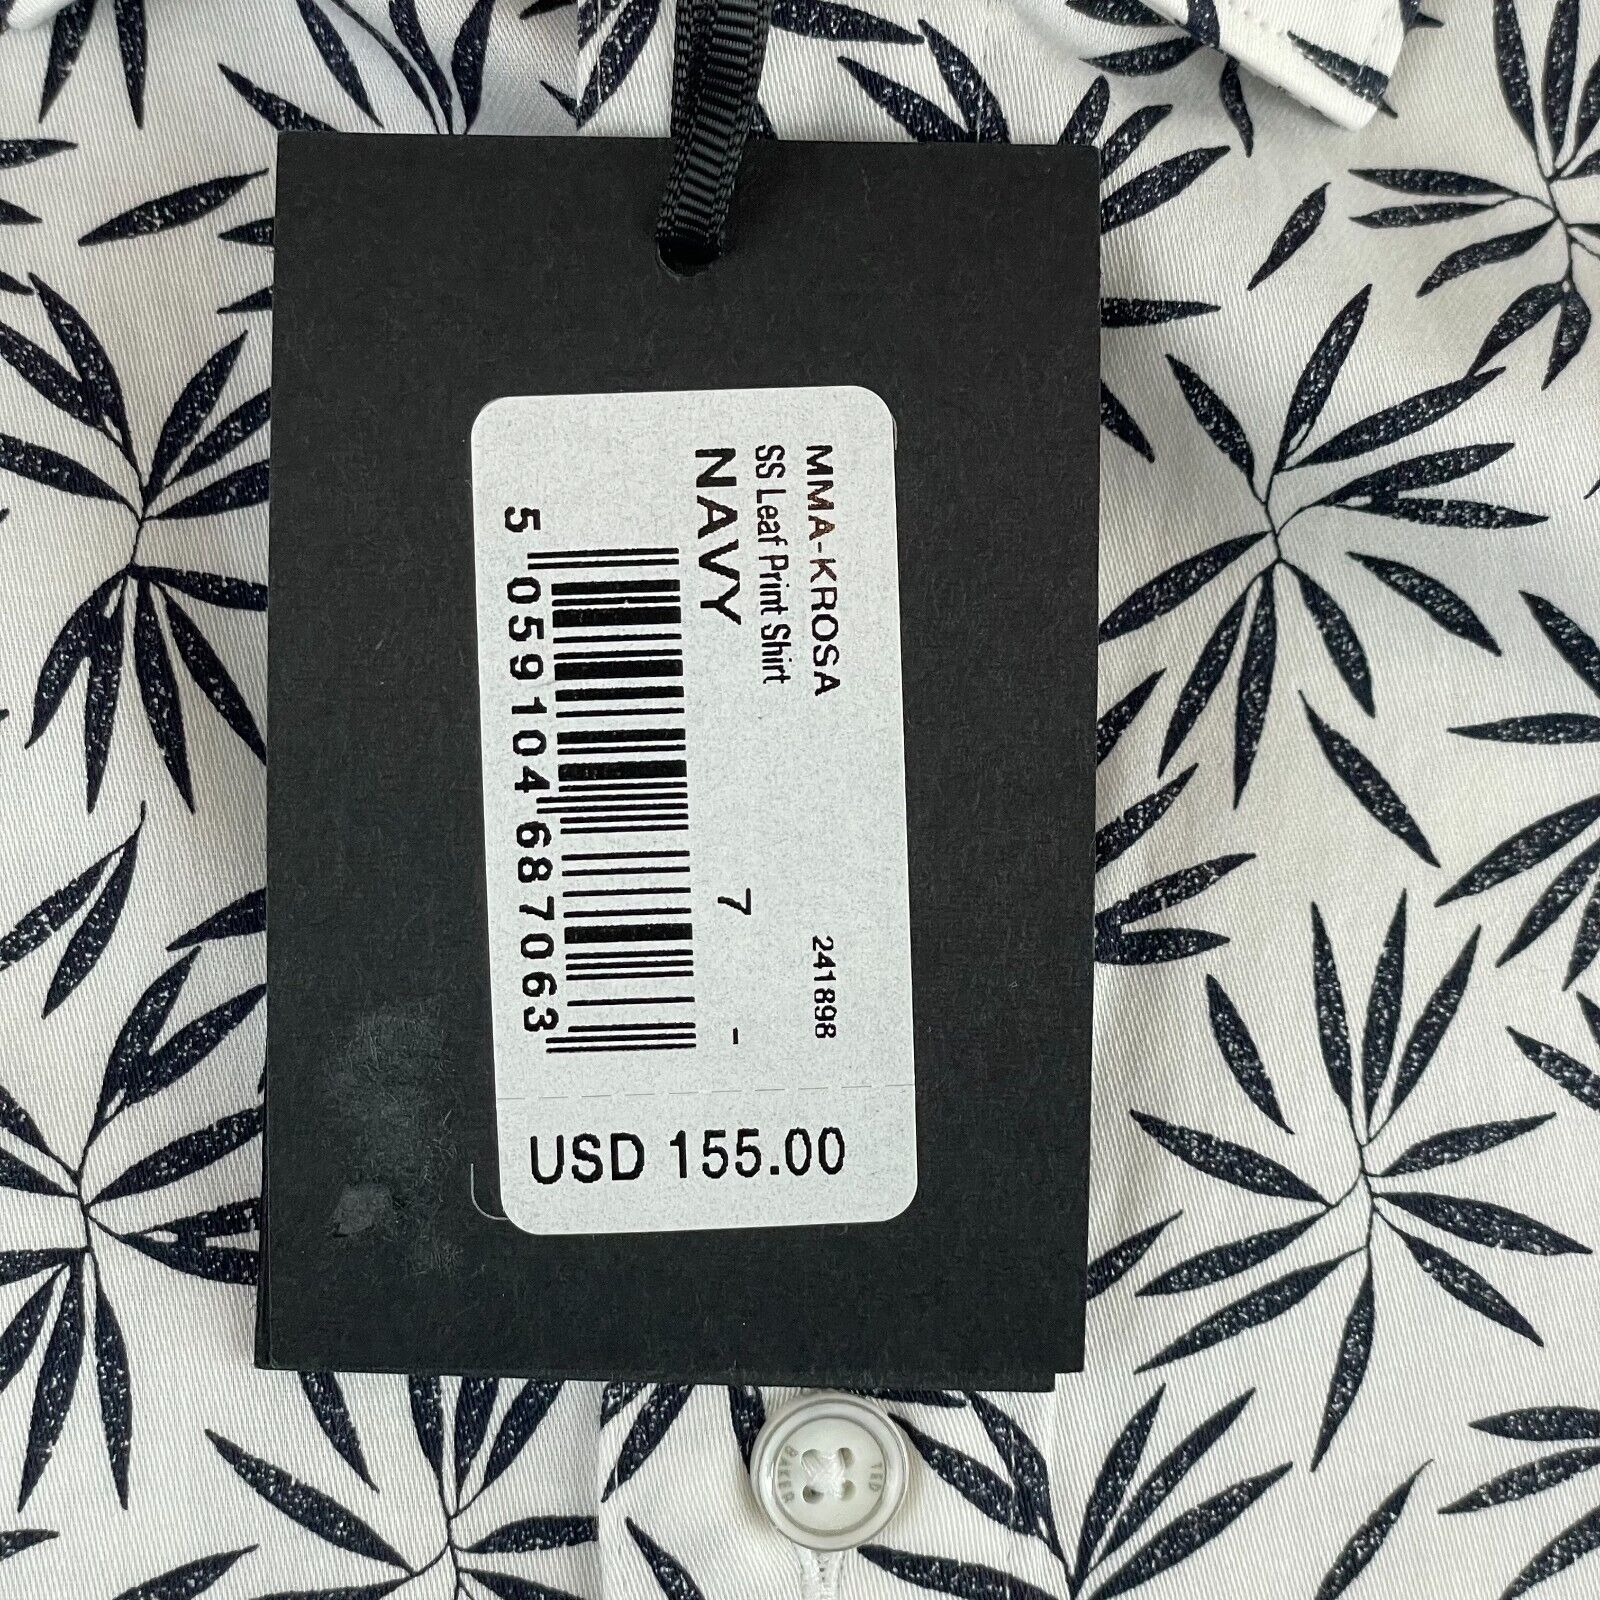 MMA-KROSA 241898
SS Leaf Print Shirt
NAVY 7 -
5 059104 687063
USD 155.00
TED
BAKER